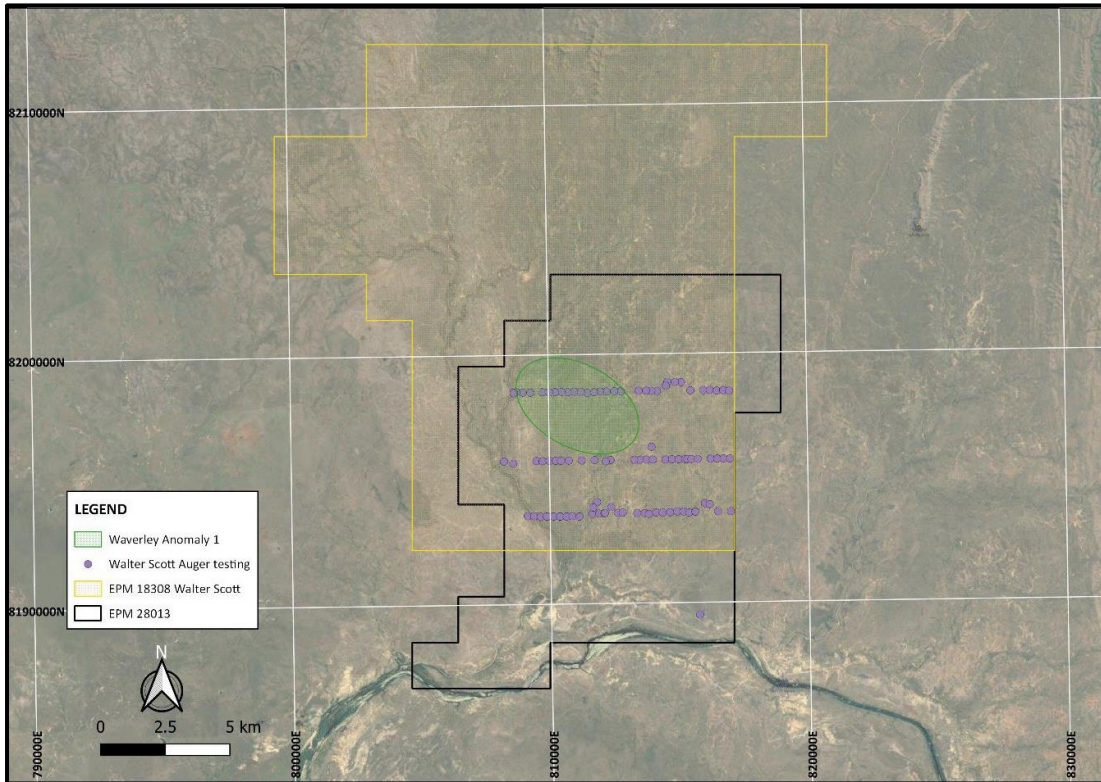 8210000N
8200000N
8190000N
LEGEND
Waverley Anomaly 1
Walter Scott Auger testing
EPM 18308 Walter Scott
EPM 28013
N
0 2.5 5 km
790000E
800000E
810000E
820000E
830000E